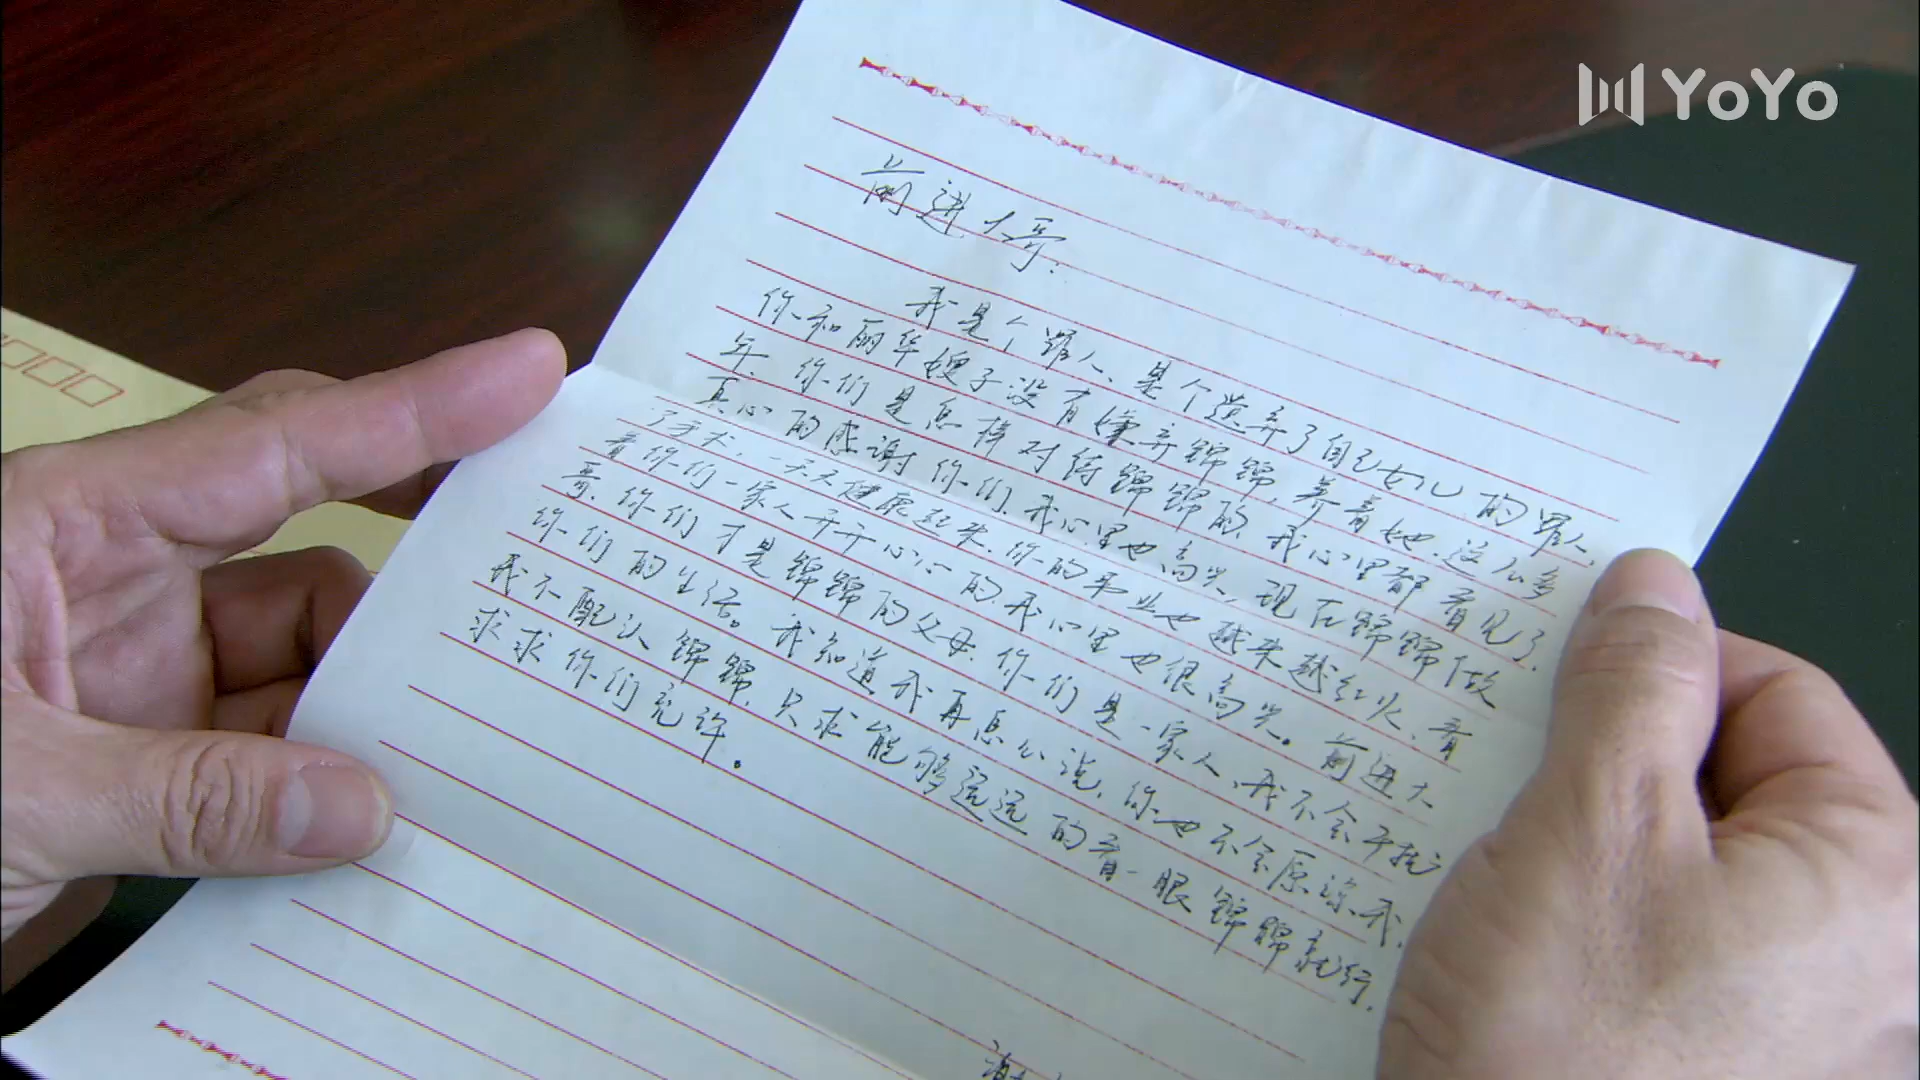 YoYo
前进大哥:
我是个罪人、是个遗弃了自己女儿的罪人、
你和丽华嫂子没有嫌弃锦锦,养着她、这么多
年、你们是怎样对待锦锦的、我心里都看见了、
真心的感谢你们、我心里也高兴,现在锦锦做
了手术,一天天健康起来、你的事业也越来越红火、看
着你们一家人开开心心的、我心里也很高兴。前进大
哥、你们才是锦锦的父母、你们是一家人、我不会干扰
你们的生活。我知道我再怎么说、你也不会原谅我、
我不配认锦锦、只求能够远远的看一眼锦锦就行、
求求你们允许。
谢